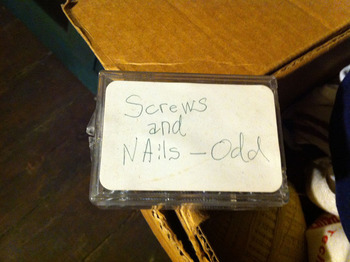 Screws
and
NAils – Odd